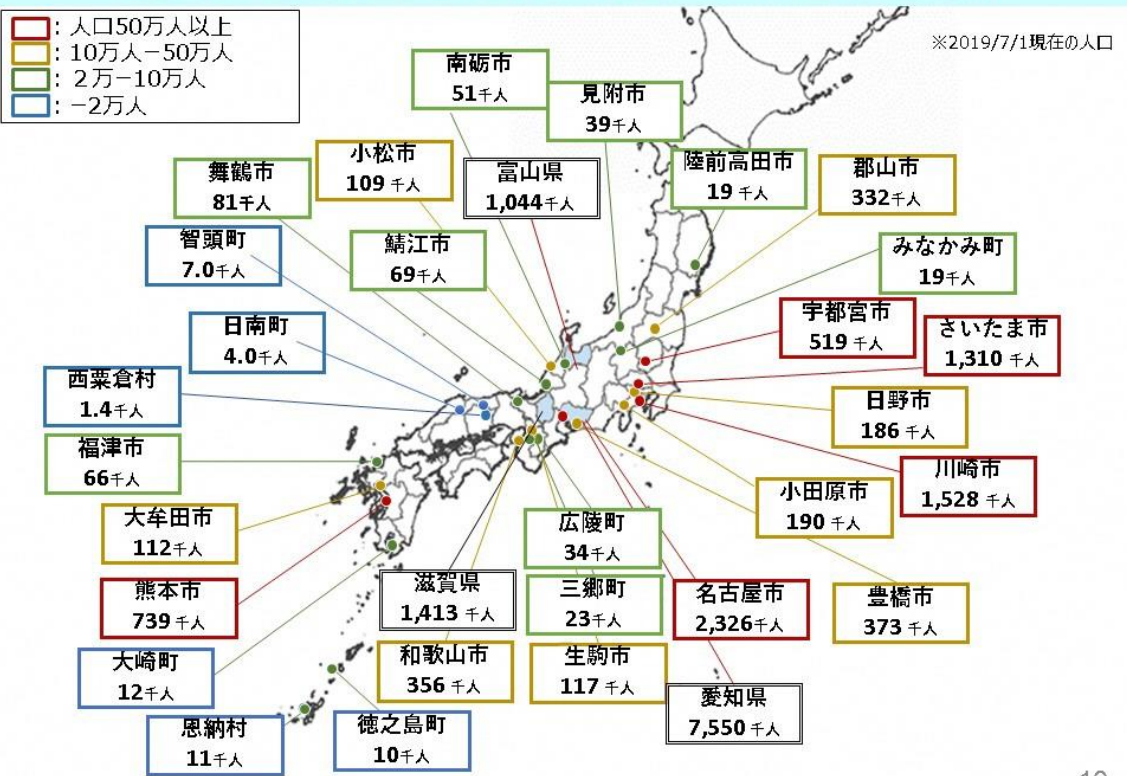 ：人口50万人以上
：10万人－50万人
：２万－10万人
：－2万人
※2019/7/1現在の人口
南砺市
51千人
見附市
39千人
小松市
109 千人
富山県
1,044千人
陸前高田市
19 千人
郡山市
332千人
舞鶴市
81千人
智頭町
7.0千人
鯖江市
69千人
みなかみ町
19千人
宇都宮市
519 千人
さいたま市
1,310 千人
日南町
4.0千人
西粟倉村
1.4千人
日野市
186 千人
福津市
66千人
川崎市
1,528 千人
小田原市
190 千人
大牟田市
112千人
広陵町
34千人
熊本市
739 千人
滋賀県
1,413 千人
三郷町
23千人
名古屋市
2,326千人
豊橋市
373 千人
大崎町
12千人
和歌山市
356 千人
生駒市
117 千人
愛知県
7,550 千人
恩納村
11千人
徳之島町
10千人